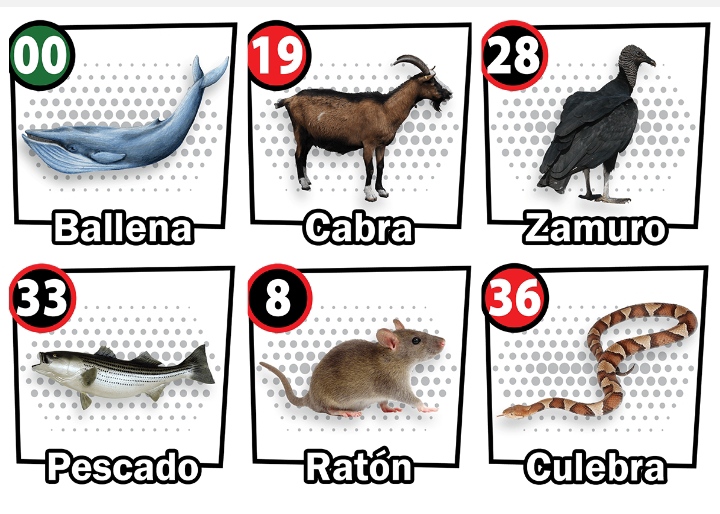 00
Ballena
19
Cabra
28
Zamuro
33
Pescado
8
Ratón
36
Culebra